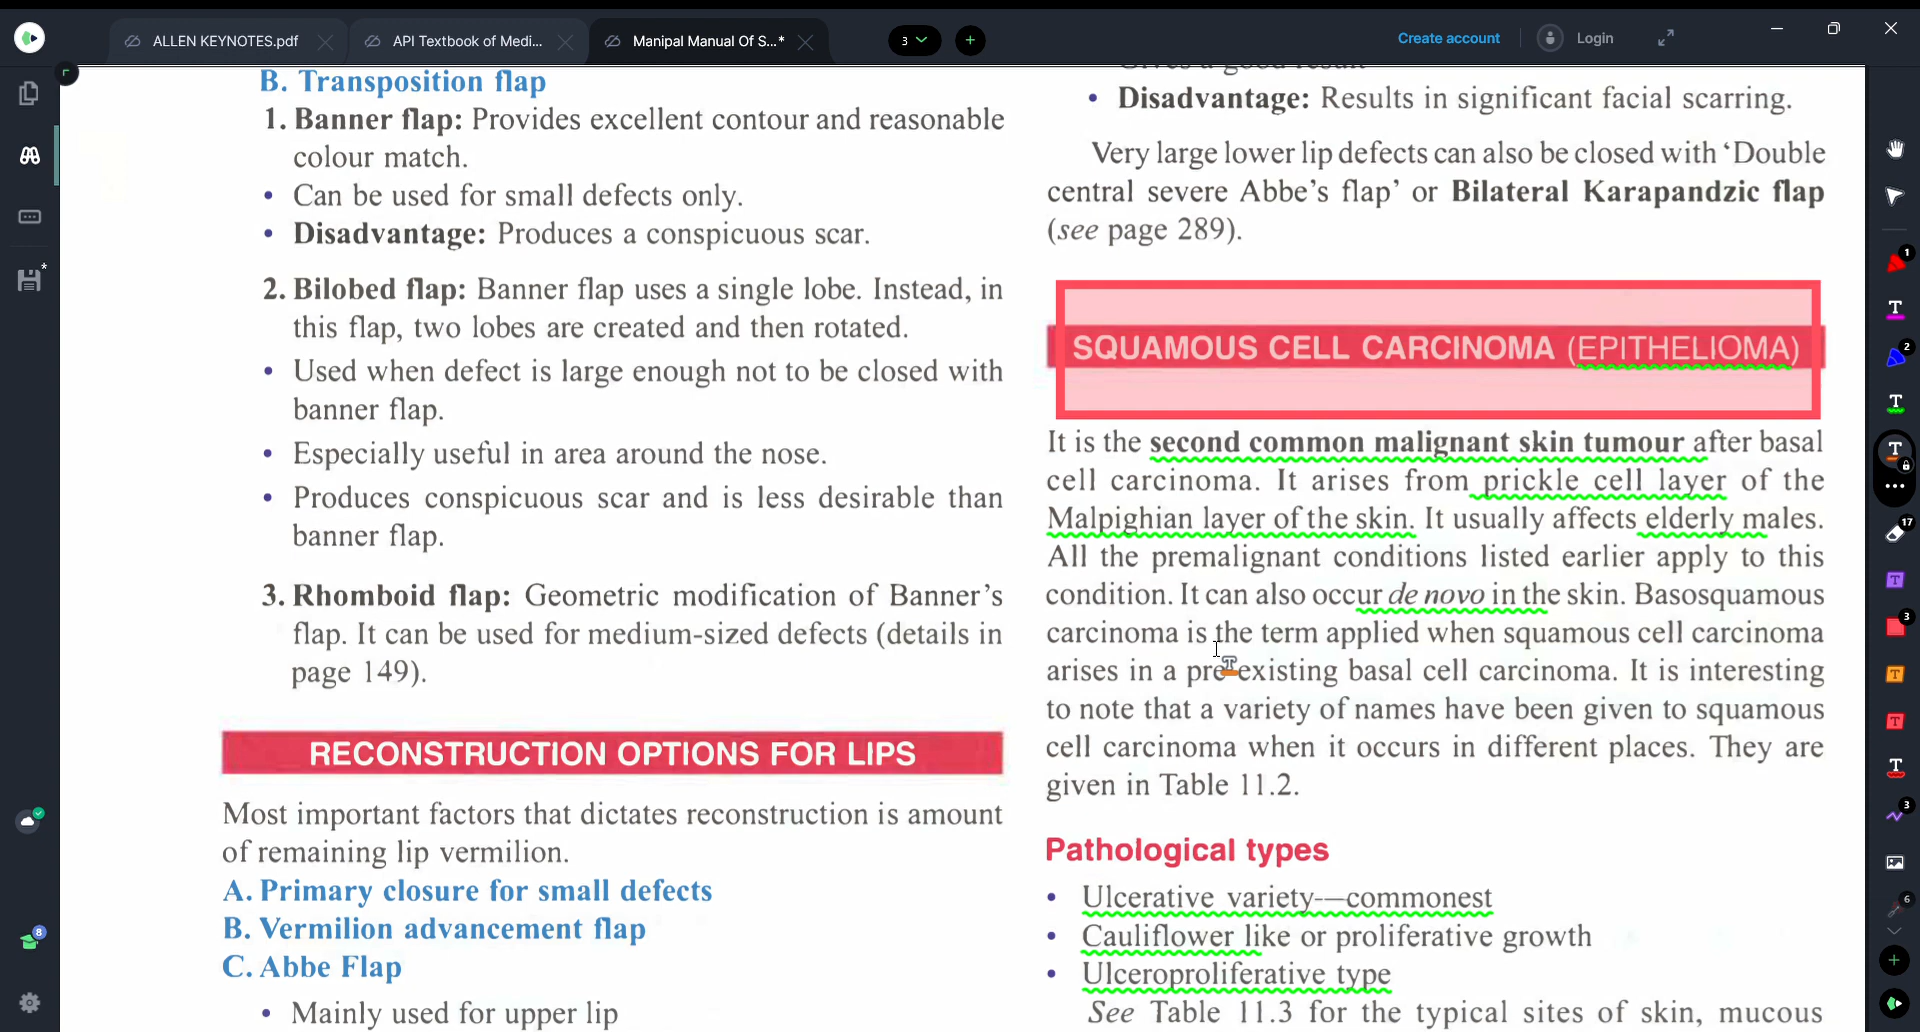 ALLEN KEYNOTES.pdf
API Textbook of Medi...
Manipal Manual Of S...*
3
Create account
Login
B. Transposition flap
1. Banner flap: Provides excellent contour and reasonable
colour match.
• Can be used for small defects only.
• Disadvantage: Produces a conspicuous scar.
2. Bilobed flap: Banner flap uses a single lobe. Instead, in
this flap, two lobes are created and then rotated.
• Used when defect is large enough not to be closed with
banner flap.
• Especially useful in area around the nose.
• Produces conspicuous scar and is less desirable than
banner flap.
3. Rhomboid flap: Geometric modification of Banner's
flap. It can be used for medium-sized defects (details in
page 149).
RECONSTRUCTION OPTIONS FOR LIPS
Most important factors that dictates reconstruction is amount
of remaining lip vermilion.
A. Primary closure for small defects
B. Vermilion advancement flap
C. Abbe Flap
• Mainly used for upper lip
Gives a good result
• Disadvantage: Results in significant facial scarring.
Very large lower lip defects can also be closed with 'Double
central severe Abbe's flap' or Bilateral Karapandzic flap
(see page 289).
SQUAMOUS CELL CARCINOMA (EPITHELIOMA)
It is the second common malignant skin tumour after basal
cell carcinoma. It arises from prickle cell layer of the
Malpighian layer of the skin. It usually affects elderly males.
All the premalignant conditions listed earlier apply to this
condition. It can also occur de novo in the skin. Basosquamous
carcinoma is the term applied when squamous cell carcinoma
arises in a pre-existing basal cell carcinoma. It is interesting
to note that a variety of names have been given to squamous
cell carcinoma when it occurs in different places. They are
given in Table 11.2.
Pathological types
• Ulcerative variety-—commonest
• Cauliflower like or proliferative growth
• Ulceroproliferative type
See Table 11.3 for the typical sites of skin, mucous
1
2
17
3
3
6
8